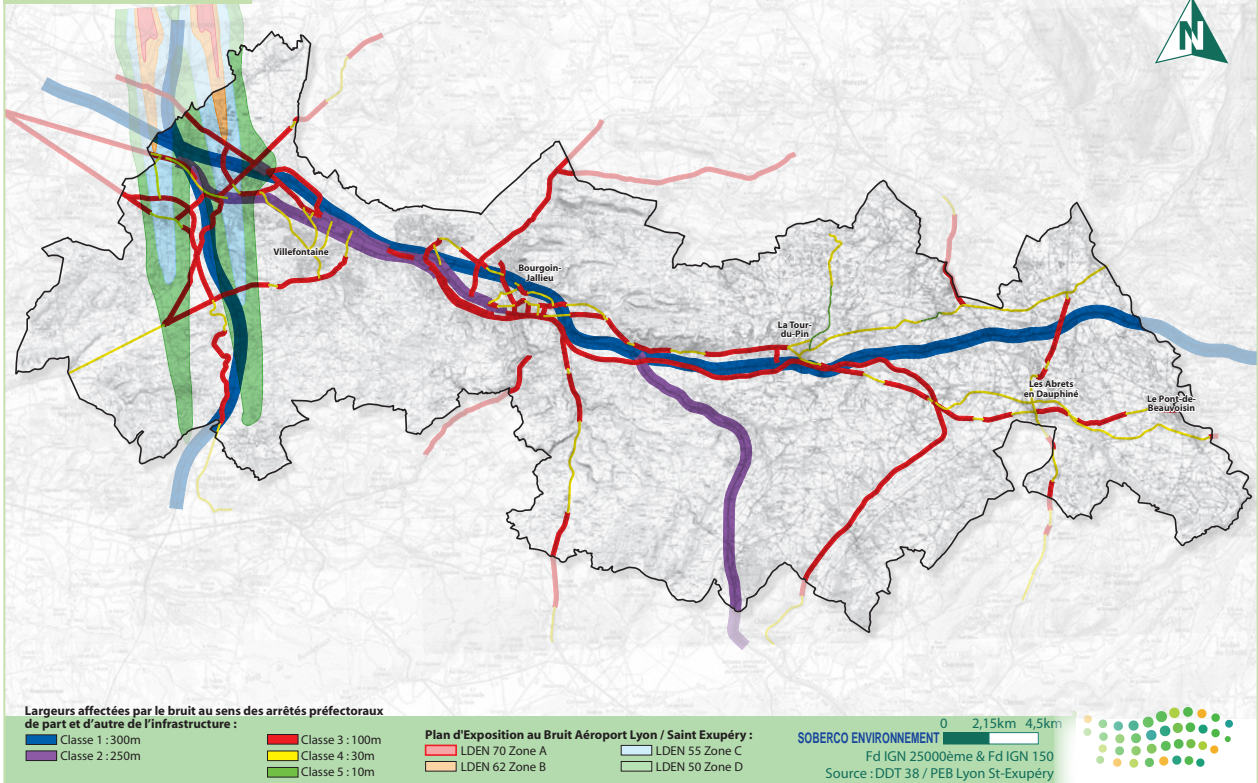 N
Villefontaine
Bourgoin-
Jallieu
La Tour-
du-Pin
Les Abrets
en Dauphiné
Le Pont-de-
Beauvoisin
Largeurs affectées par le bruit au sens des arrêtés préfectoraux
de part et d'autre de l'infrastructure :
Classe 1 : 300m
Classe 2 : 250m
Classe 3 : 100m
Classe 4 : 30m
Classe 5 : 10m
Plan d'Exposition au Bruit Aéroport Lyon / Saint Exupéry :
LDEN 70 Zone A
LDEN 62 Zone B
LDEN 55 Zone C
LDEN 50 Zone D
0 2,15km 4,5km
SOBERCO ENVIRONNEMENT
Fd IGN 25000ème & Fd IGN 150
Source : DDT 38 / PEB Lyon St-Exupéry